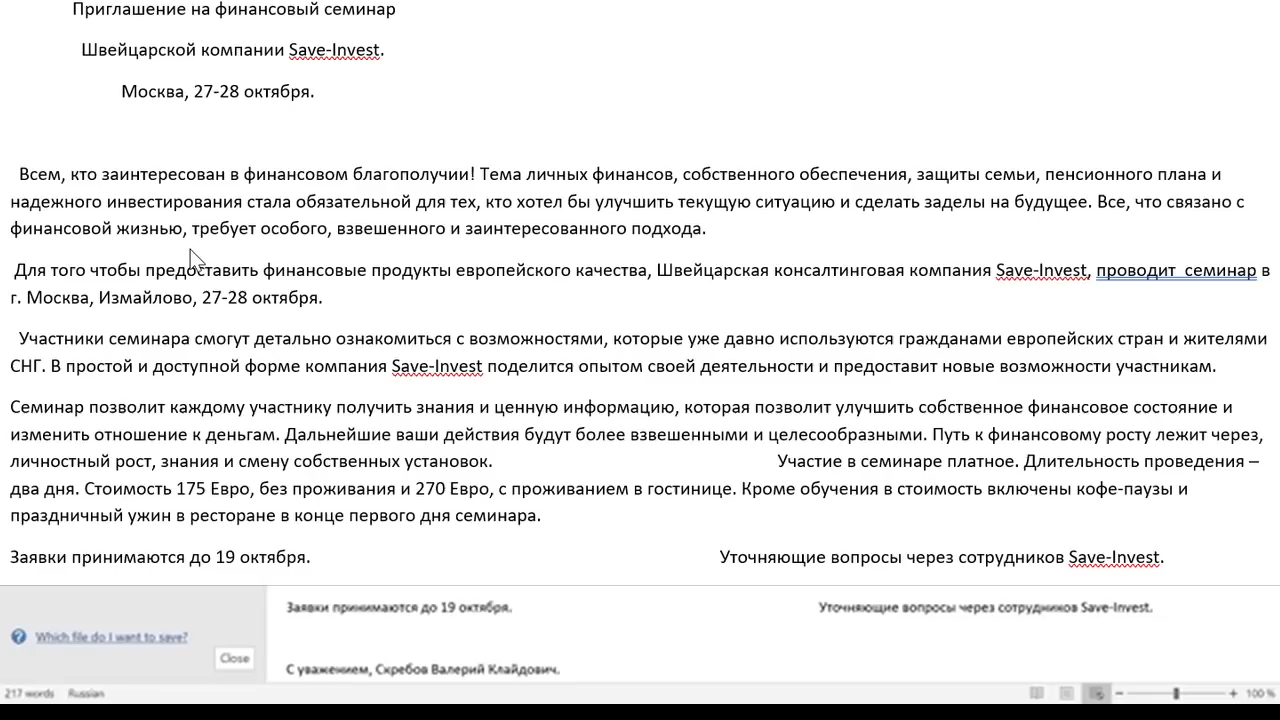 Приглашение на финансовый семинар
Швейцарской компании Save-Invest.
Москва, 27-28 октября.
Всем, кто заинтересован в финансовом благополучии! Тема личных финансов, собственного обеспечения, защиты семьи, пенсионного плана и
надежного инвестирования стала обязательной для тех, кто хотел бы улучшить текущую ситуацию и сделать заделы на будущее. Все, что связано с
финансовой жизнью, требует особого, взвешенного и заинтересованного подхода.
Для того чтобы предоставить финансовые продукты европейского качества, Швейцарская консалтинговая компания Save-Invest, проводит  семинар в
г. Москва, Измайлово, 27-28 октября.
Участники семинара смогут детально ознакомиться с возможностями, которые уже давно используются гражданами европейских стран и жителями
СНГ. В простой и доступной форме компания Save-Invest поделится опытом своей деятельности и предоставит новые возможности участникам.
Семинар позволит каждому участнику получить знания и ценную информацию, которая позволит улучшить собственное финансовое состояние и
изменить отношение к деньгам. Дальнейшие ваши действия будут более взвешенными и целесообразными. Путь к финансовому росту лежит через,
личностный рост, знания и смену собственных установок. Участие в семинаре платное. Длительность проведения –
два дня. Стоимость 175 Евро, без проживания и 270 Евро, с проживанием в гостинице. Кроме обучения в стоимость включены кофе-паузы и
праздничный ужин в ресторане в конце первого дня семинара.
Заявки принимаются до 19 октября. Уточняющие вопросы через сотрудников Save-Invest.
Заявки принимаются до 19 октября. Уточняющие вопросы через сотрудников Save-Invest.
Which file do I want to save?
Close
С уважением, Скребов Валерий Клайдович.
217 words Russian 100 %